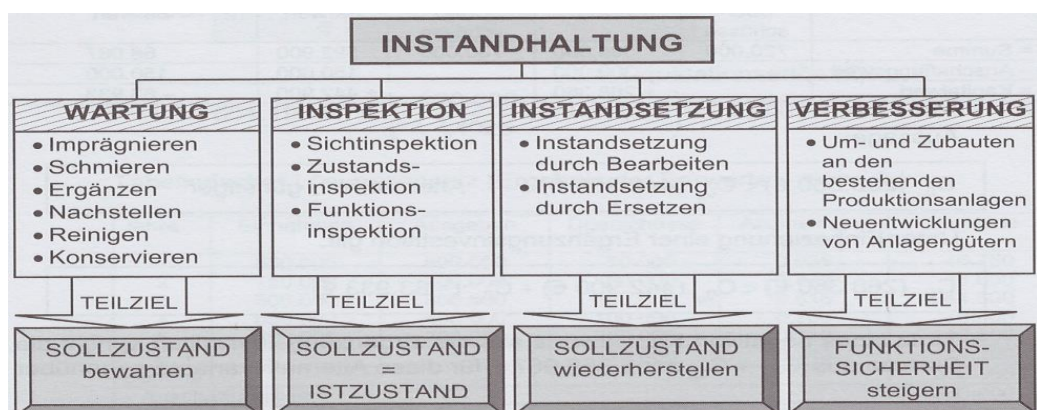 INSTANDHALTUNG
WARTUNG
• Imprägnieren
• Schmieren
• Ergänzen
• Nachstellen
• Reinigen
• Konservieren
TEILZIEL
SOLLZUSTAND
bewahren
INSPEKTION
• Sichtinspektion
• Zustands-
inspektion
• Funktions-
inspektion
TEILZIEL
SOLLZUSTAND
=
ISTZUSTAND
INSTANDSETZUNG
• Instandsetzung
durch Bearbeiten
• Instandsetzung
durch Ersetzen
TEILZIEL
SOLLZUSTAND
wiederherstellen
VERBESSERUNG
• Um- und Zubauten
an den
bestehenden
Produktionsanlagen
• Neuentwicklungen
von Anlagengütern
TEILZIEL
FUNKTIONS-
SICHERHEIT
steigern